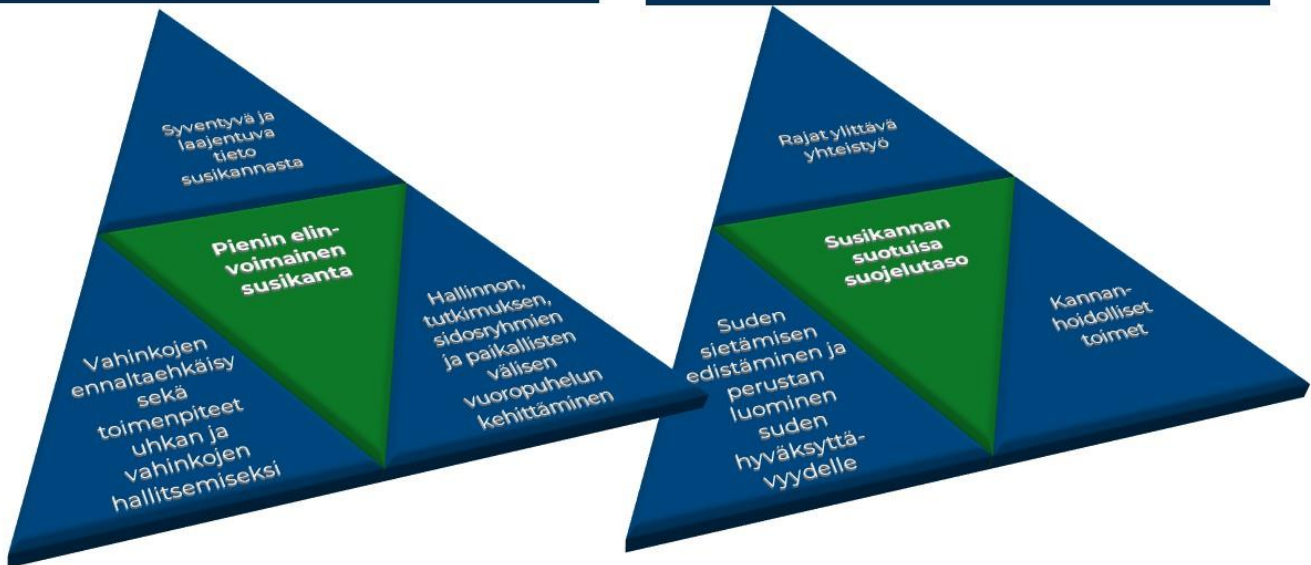 Syventyvä ja
laajentuva
tieto
susikannasta
Pienin elin-
voimainen
susikanta
Vahinkojen
ennaltaehkäisy
sekä
toimenpiteet
uhkan ja
vahinkojen
hallitsemiseksi
Hallinnon,
tutkimuksen,
sidosryhmien
ja paikallisten
välisen
vuoropuhelun
kehittäminen
Rajat ylittävä
yhteistyö
Susikannan
suotuisa
suojelutaso
Suden
sietämisen
edistäminen ja
perustan
luominen
suden
hyväksyttä-
vyydelle
Kannan-
hoidolliset
toimet